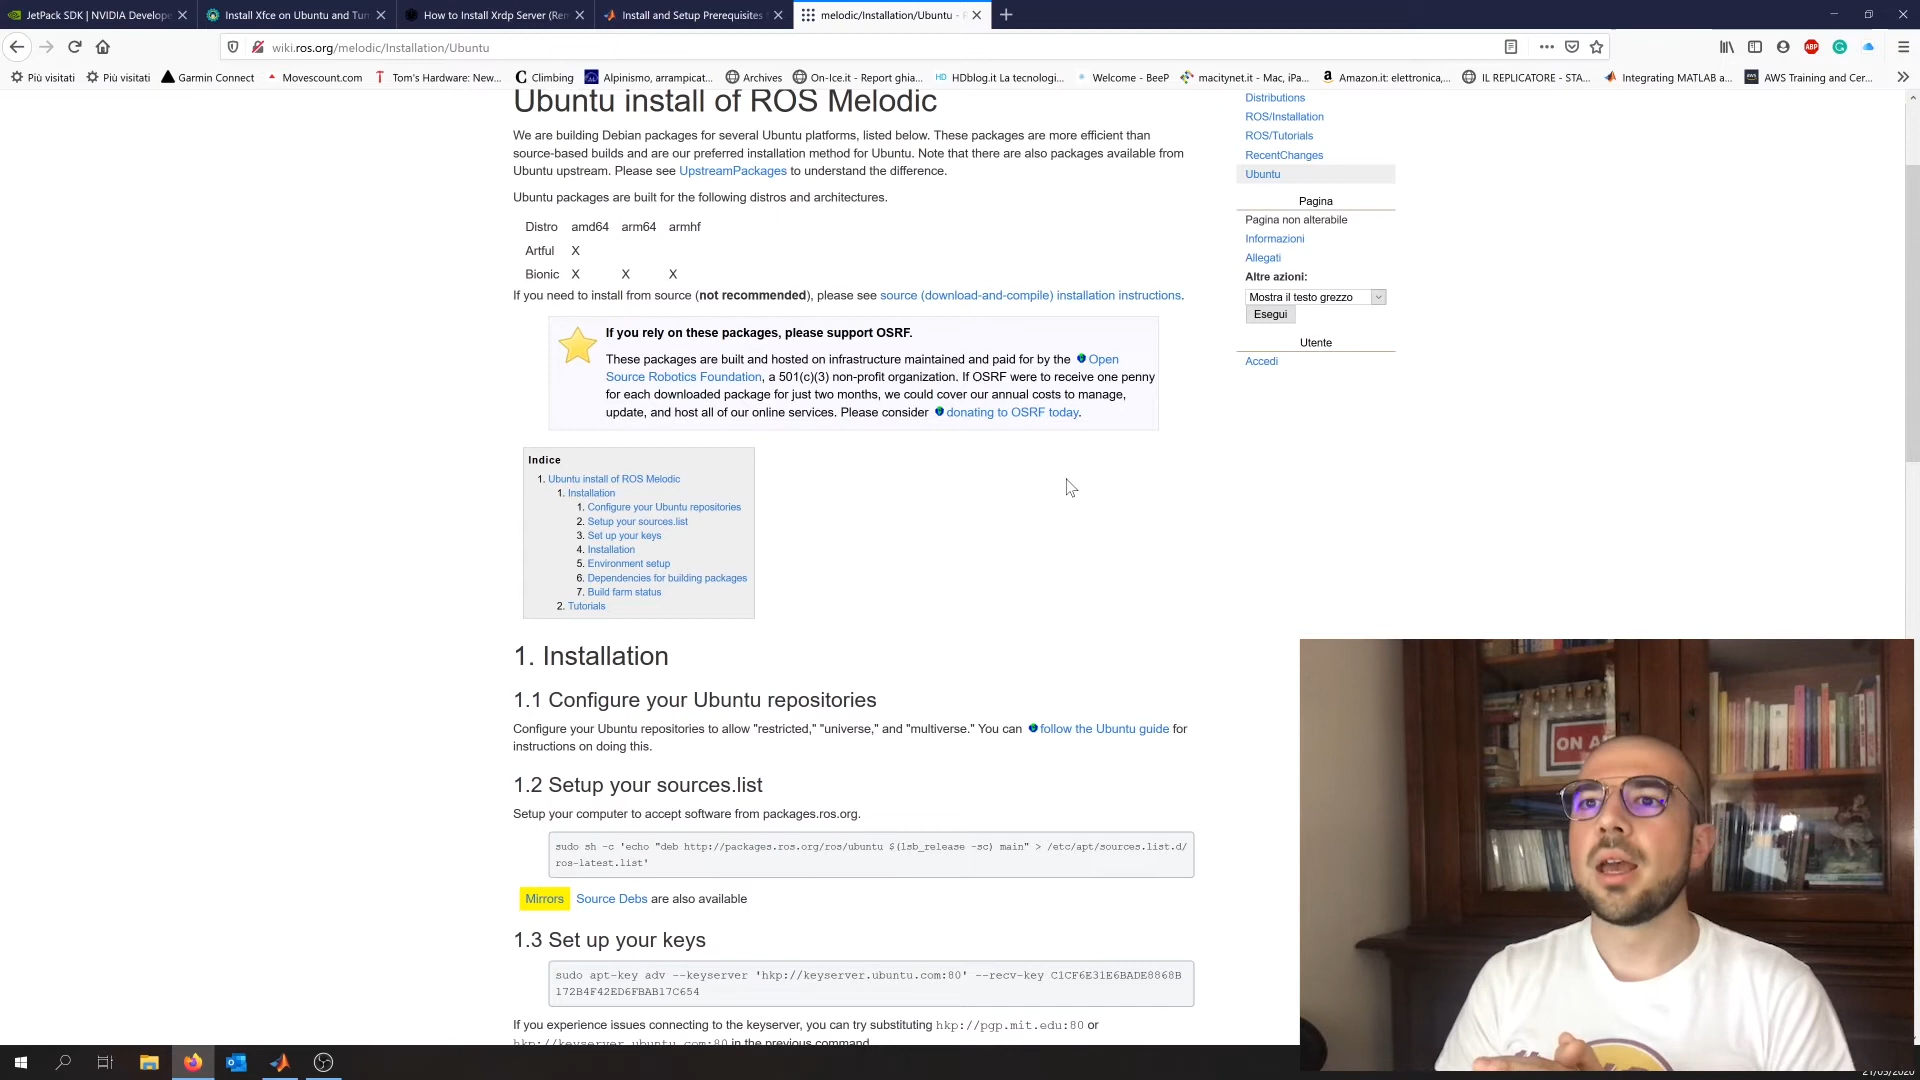 JetPack SDK | NVIDIA Develope
Install Xfce on Ubuntu and Tur
How to Install Xrdp Server (Rem
Install and Setup Prerequisites
melodic/Installation/Ubuntu -
wiki.ros.org/melodic/Installation/Ubuntu
Più visitati
Più visitati
Garmin Connect
Movescount.com
Tom's Hardware: New...
Climbing
Alpinismo, arrampicat...
Archives
On-Ice.it - Report ghia...
HDblog.it La tecnologi...
Welcome - BeeP
macitynet.it - Mac, iPa...
Amazon.it: elettronica,...
IL REPLICATORE - STA...
Integrating MATLAB a...
AWS Training and Cer...
Ubuntu install of ROS Melodic
We are building Debian packages for several Ubuntu platforms, listed below. These packages are more efficient than
source-based builds and are our preferred installation method for Ubuntu. Note that there are also packages available from
Ubuntu upstream. Please see UpstreamPackages to understand the difference.
Ubuntu packages are built for the following distros and architectures.
Distro amd64 arm64 armhf
Artful X
Bionic X X X
If you need to install from source (not recommended), please see source (download-and-compile) installation instructions.
If you rely on these packages, please support OSRF.
These packages are built and hosted on infrastructure maintained and paid for by the Open
Source Robotics Foundation, a 501(c)(3) non-profit organization. If OSRF were to receive one penny
for each downloaded package for just two months, we could cover our annual costs to manage,
update, and host all of our online services. Please consider donating to OSRF today.
Indice
1. Ubuntu install of ROS Melodic
1. Installation
1. Configure your Ubuntu repositories
2. Setup your sources.list
3. Set up your keys
4. Installation
5. Environment setup
6. Dependencies for building packages
7. Build farm status
2. Tutorials
1. Installation
1.1 Configure your Ubuntu repositories
Configure your Ubuntu repositories to allow "restricted," "universe," and "multiverse." You can follow the Ubuntu guide for
instructions on doing this.
1.2 Setup your sources.list
Setup your computer to accept software from packages.ros.org.
sudo sh -c 'echo "deb http://packages.ros.org/ros/ubuntu $(lsb_release -sc) main" > /etc/apt/sources.list.d/
ros-latest.list'
Mirrors Source Debs are also available
1.3 Set up your keys
sudo apt-key adv --keyserver 'hkp://keyserver.ubuntu.com:80' --recv-key C1CF6E31E6BADE8868B
172B4F42ED6FBAB17C654
If you experience issues connecting to the keyserver, you can try substituting hkp://pgp.mit.edu:80 or
hkp://keyserver.ubuntu.com:80 in the previous command.
Distributions
ROS/Installation
ROS/Tutorials
RecentChanges
Ubuntu
Pagina
Pagina non alterabile
Informazioni
Allegati
Altre azioni:
Mostra il testo grezzo
Esegui
Utente
Accedi
ABP
ON A
21/03/2020